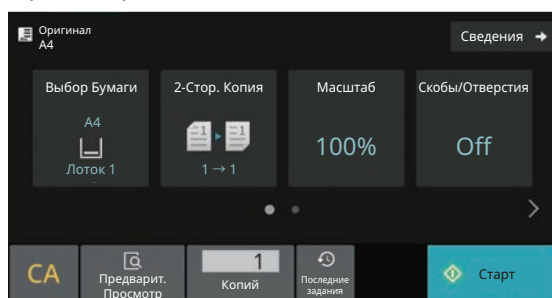 Оригинал
A4
Сведения
Выбор Бумаги
2-Стор. Копия
Масштаб
Скобы/Отверстия
A4
Лоток 1
1 → 1
100%
Off
CA
Предварит.
Просмотр
1
Копий
Последние
задания
Старт